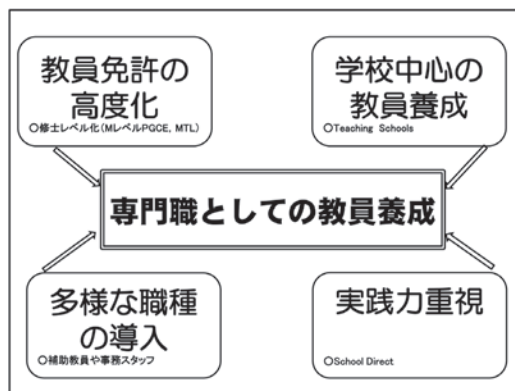 教員免許の
高度化
○修士レベル化(MレベルPGCE, MTL)
学校中心の
教員養成
○Teaching Schools
専門職としての教員養成
多様な職種
の導入
○補助教員や事務スタッフ
実践力重視
○School Direct